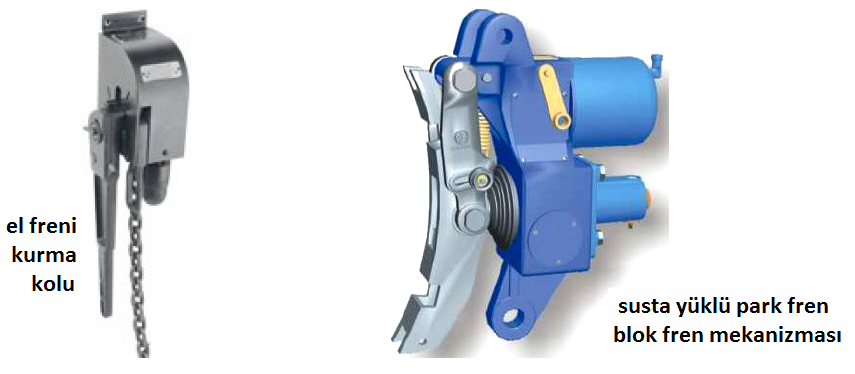 el freni
kurma
kolu
susta yüklü park fren
blok fren mekanizması